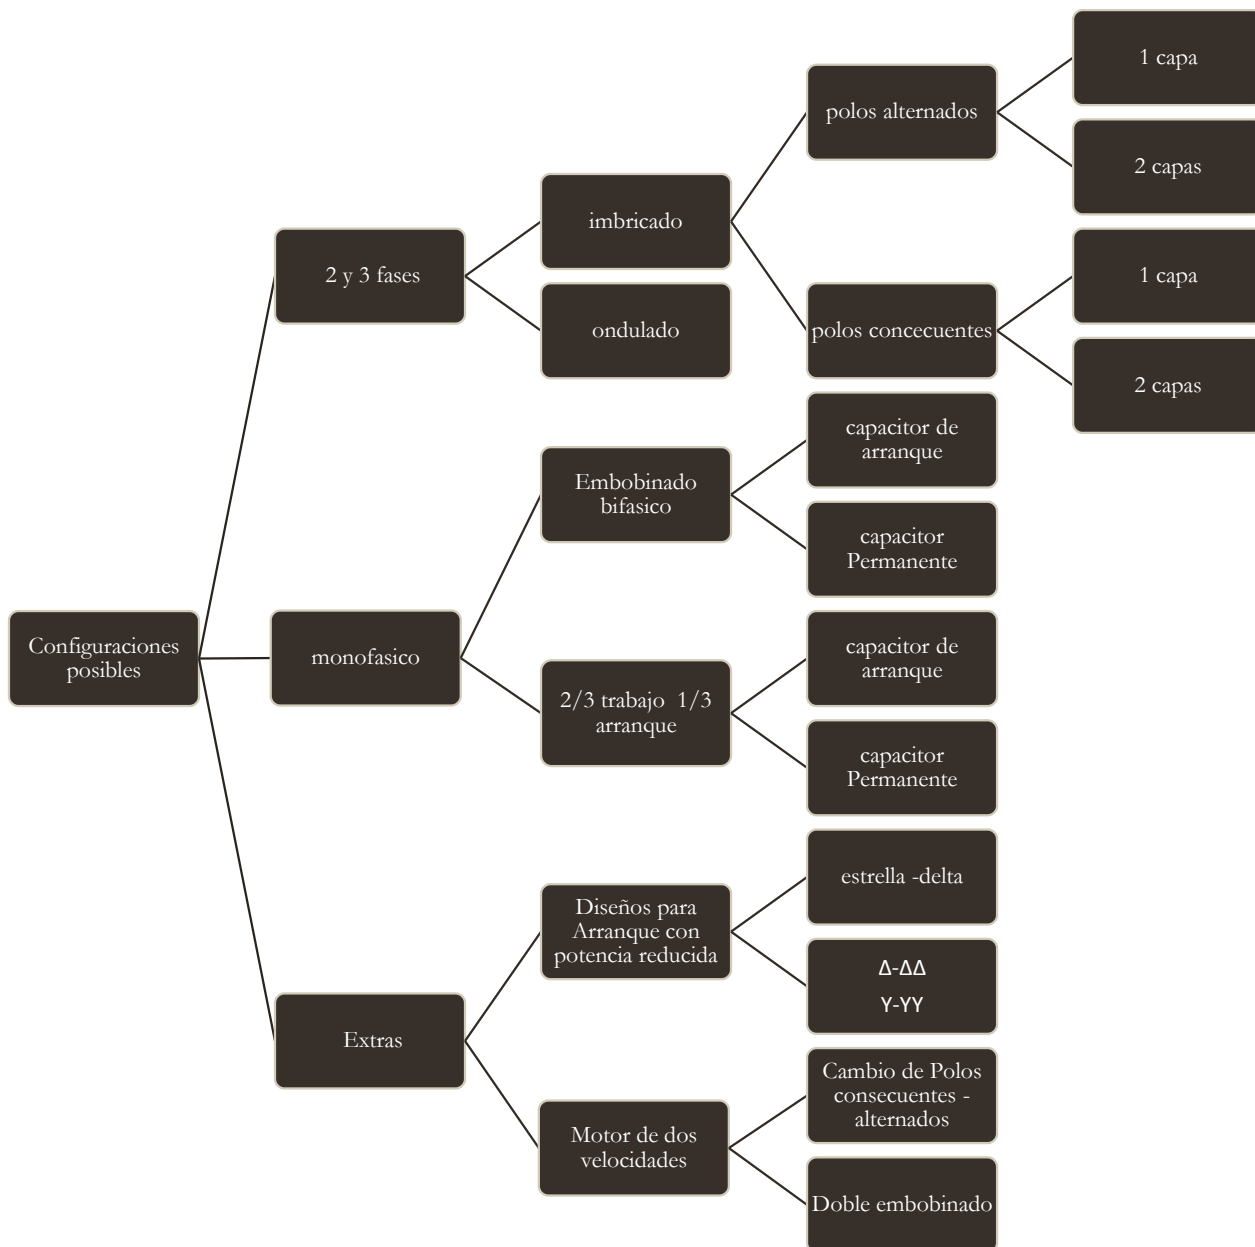 Configuraciones
posibles
2 y 3 fases
imbricado
polos alternados
1 capa
2 capas
polos concecuentes
1 capa
2 capas
ondulado
monofasico
Embobinado
bifasico
capacitor de
arranque
capacitor
Permanente
2/3 trabajo 1/3
arranque
capacitor de
arranque
capacitor
Permanente
Extras
Diseños para
Arranque con
potencia reducida
estrella -delta
Δ-ΔΔ
Y-YY
Motor de dos
velocidades
Cambio de Polos
consecuentes -
alternados
Doble embobinado